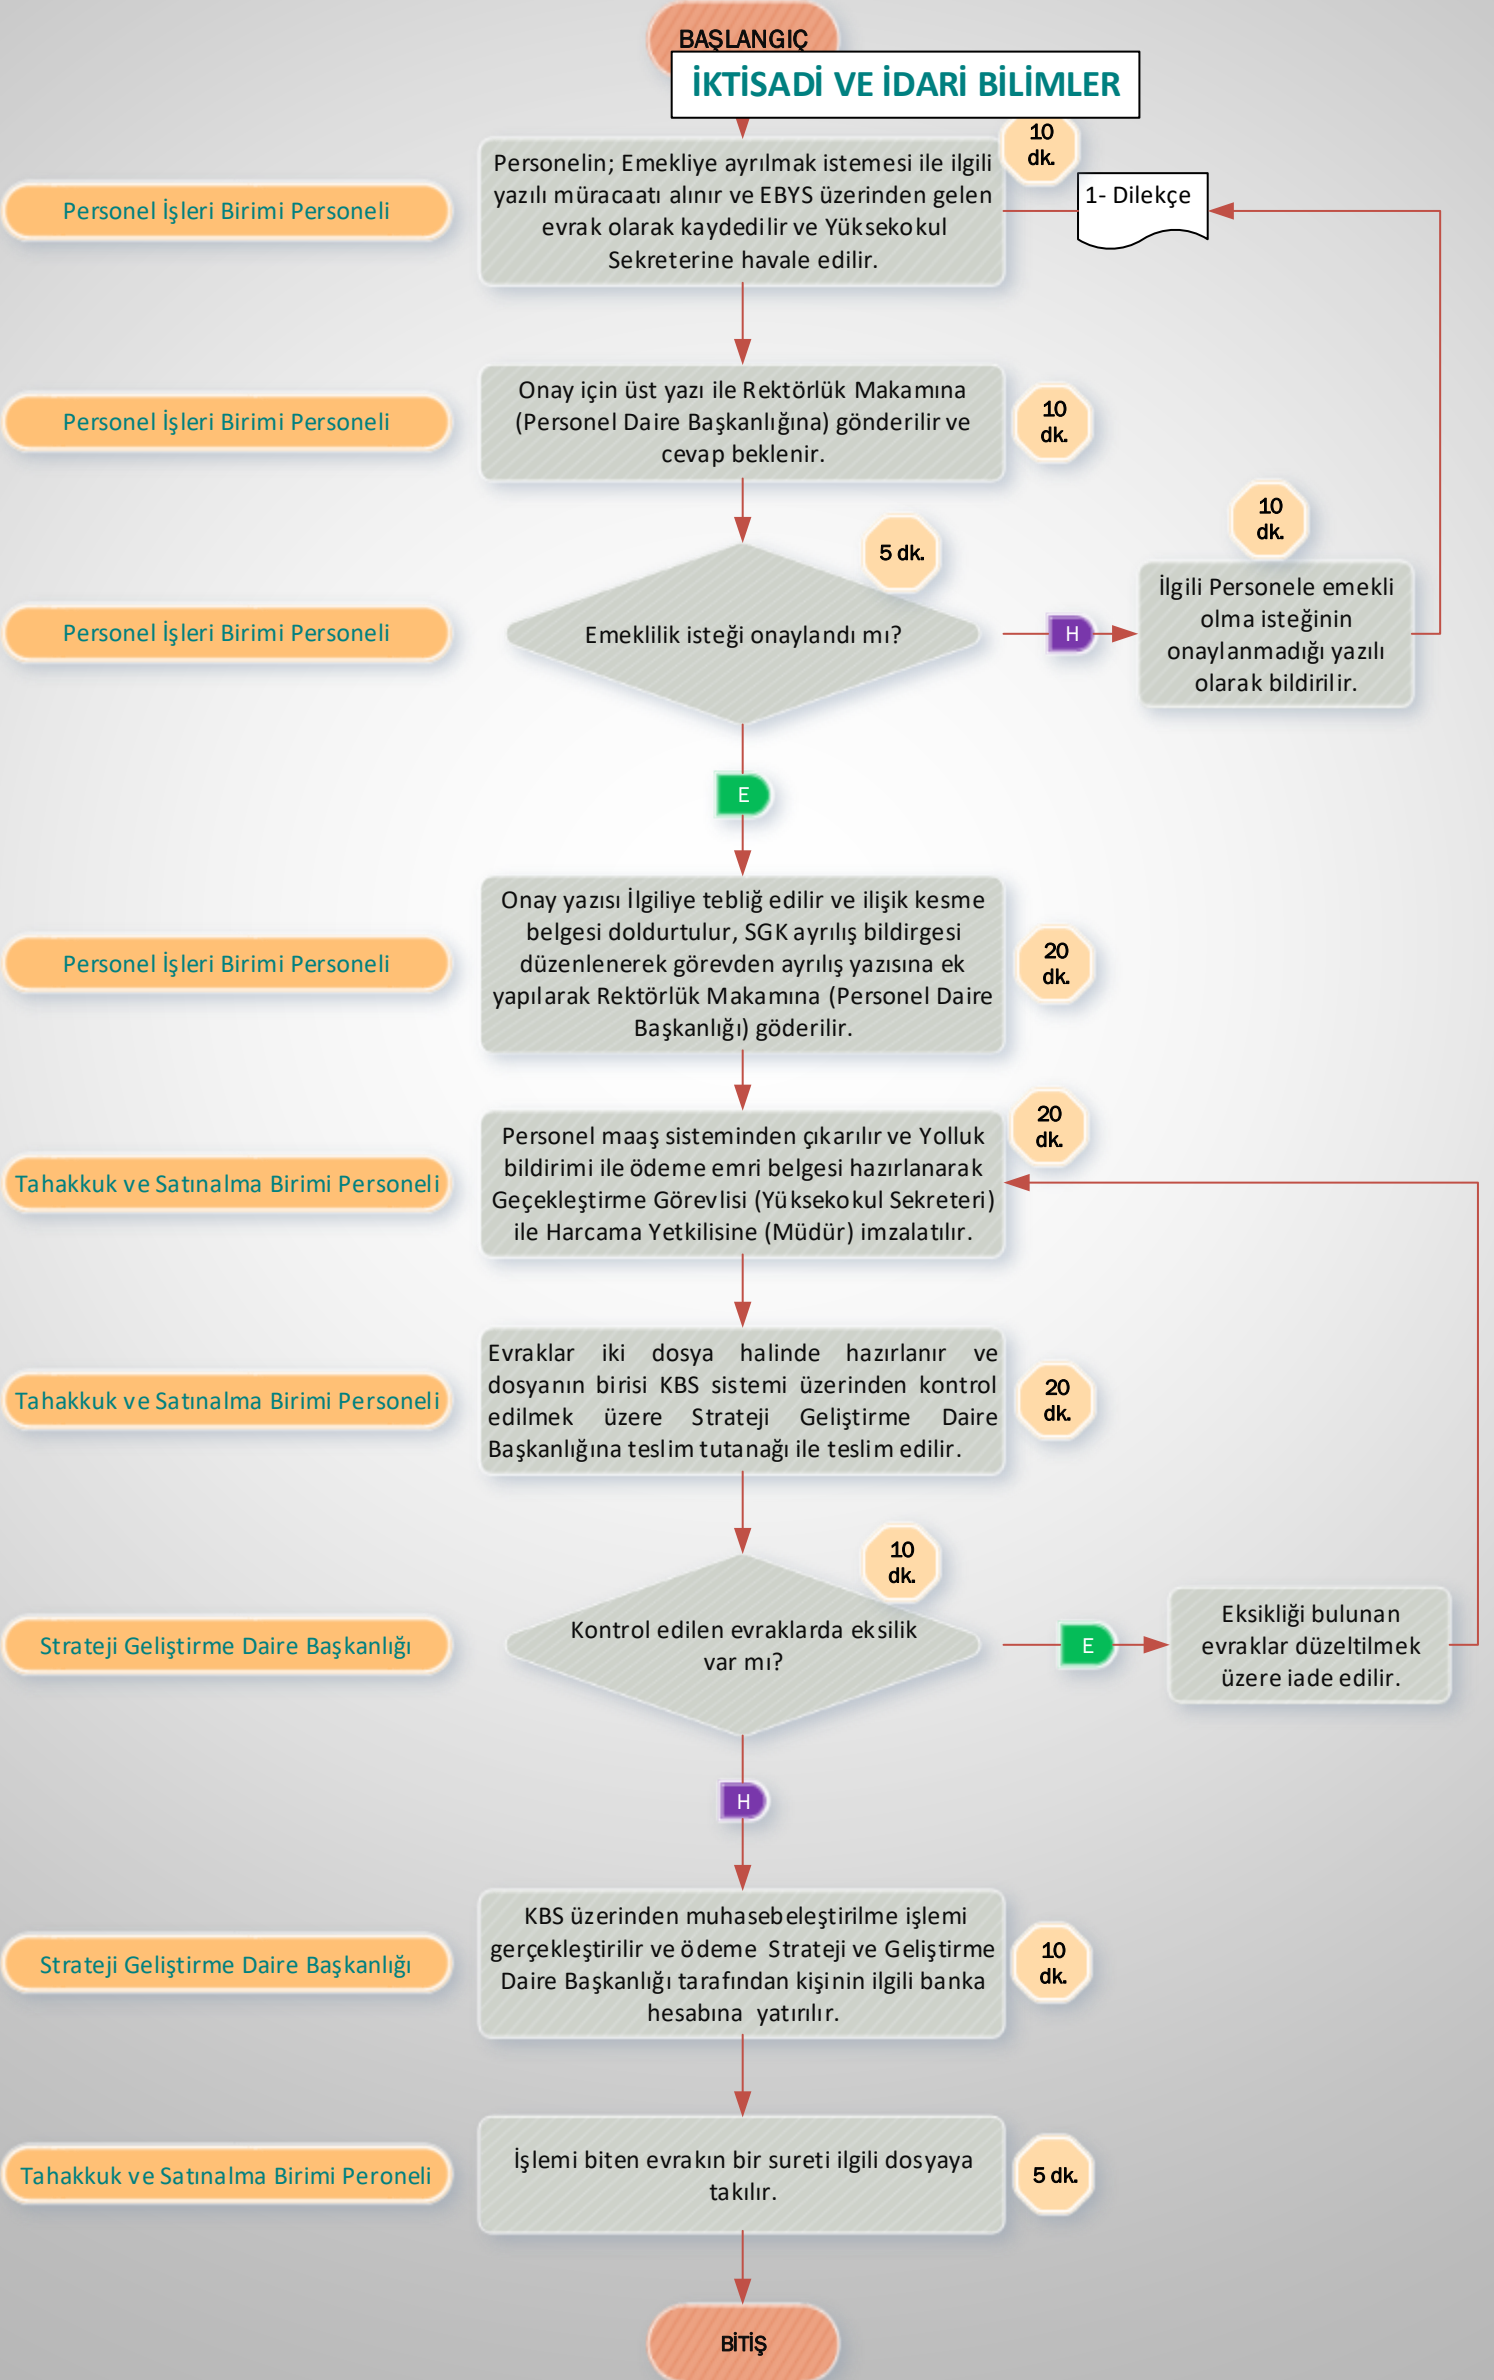 BAŞLANGIÇ
İKTİSADİ VE İDARİ BİLİMLER
10
dk.
Personel İşleri Birimi Personeli
Personelin; Emekliye ayrılmak istemesi ile ilgili
yazılı müracaatı alınır ve EBYS üzerinden gelen
evrak olarak kaydedilir ve Yüksekokul
Sekreterine havale edilir.
1- Dilekçe
Personel İşleri Birimi Personeli
Onay için üst yazı ile Rektörlük Makamına
(Personel Daire Başkanlığına) gönderilir ve
cevap beklenir.
10
dk.
5 dk.
10
dk.
Personel İşleri Birimi Personeli
Emeklilik isteği onaylandı mı?
H
İlgili Personele emekli
olma isteğinin
onaylanmadığı yazılı
olarak bildirilir.
E
Personel İşleri Birimi Personeli
Onay yazısı İlgiliye tebliğ edilir ve ilişik kesme
belgesi doldurtulur, SGK ayrılış bildirgesi
düzenlenerek görevden ayrılış yazısına ek
yapılarak Rektörlük Makamına (Personel Daire
Başkanlığı) göderilir.
20
dk.
20
dk.
Tahakkuk ve Satınalma Birimi Personeli
Personel maaş sisteminden çıkarılır ve Yolluk
bildirimi ile ödeme emri belgesi hazırlanarak
Geçekleştirme Görevlisi (Yüksekokul Sekreteri)
ile Harcama Yetkilisine (Müdür) imzalatılır.
Tahakkuk ve Satınalma Birimi Personeli
Evraklar iki dosya halinde hazırlanır ve
dosyanın birisi KBS sistemi üzerinden kontrol
edilmek üzere Strateji Geliştirme Daire
Başkanlığına teslim tutanağı ile teslim edilir.
20
dk.
10
dk.
Strateji Geliştirme Daire Başkanlığı
Kontrol edilen evraklarda eksilik
var mı?
E
Eksikliği bulunan
evraklar düzeltilmek
üzere iade edilir.
H
Strateji Geliştirme Daire Başkanlığı
KBS üzerinden muhasebeleştirilme işlemi
gerçekleştirilir ve ödeme Strateji ve Geliştirme
Daire Başkanlığı tarafından kişinin ilgili banka
hesabına yatırılır.
10
dk.
Tahakkuk ve Satınalma Birimi Peroneli
İşlemi biten evrakın bir sureti ilgili dosyaya
takılır.
5 dk.
BİTİŞ